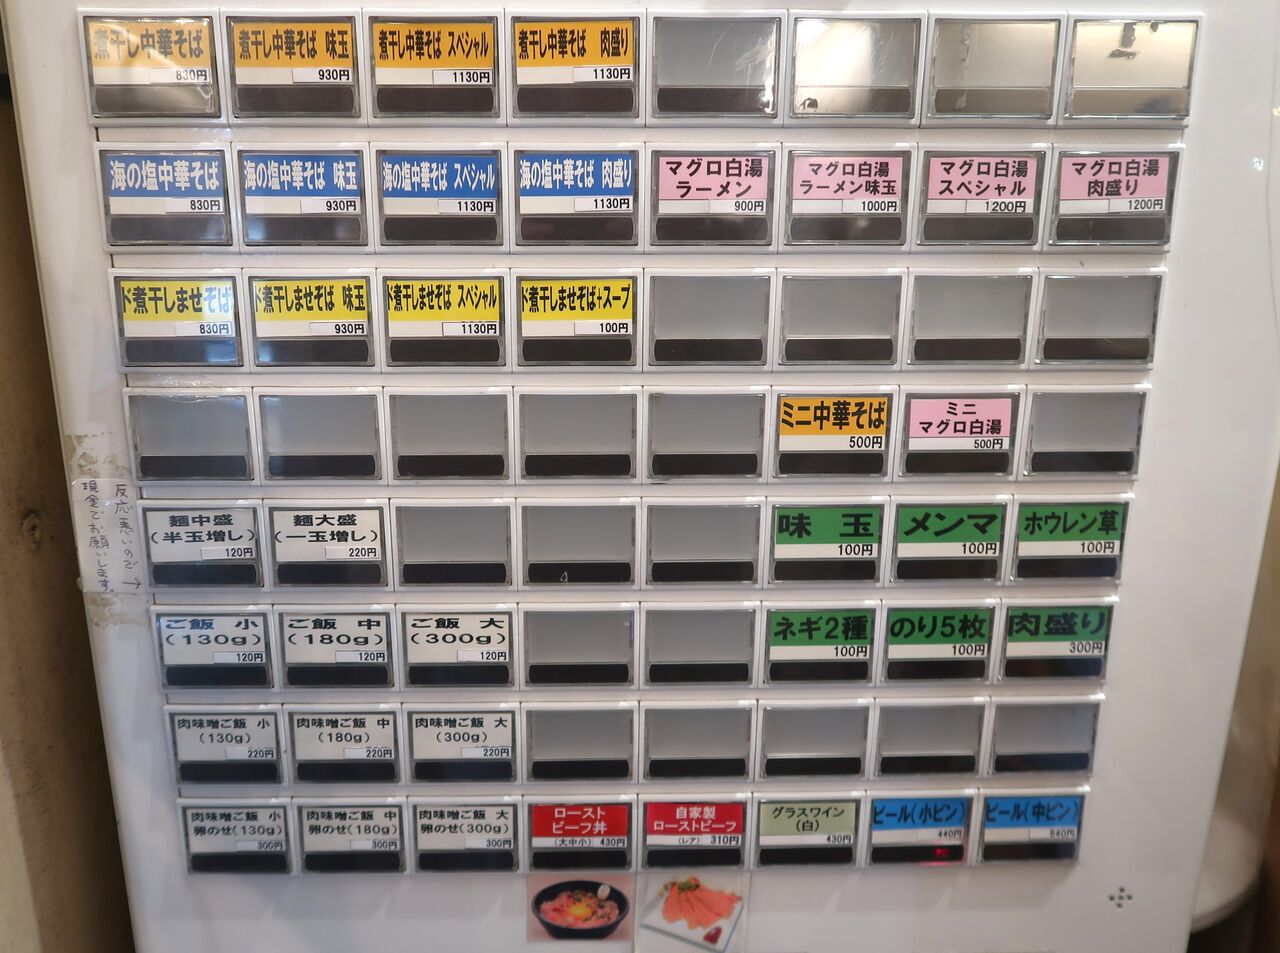 煮干し中華そば
830円
煮干し中華そば 味玉
930円
煮干し中華そば スペシャル
1130円
煮干し中華そば 肉盛り
1130円
海の塩中華そば
830円
海の塩中華そば 味玉
930円
海の塩中華そば スペシャル
1130円
海の塩中華そば 肉盛り
1130円
マグロ白湯
ラーメン
900円
マグロ白湯
ラーメン味玉
1000円
マグロ白湯
スペシャル
1200円
マグロ白湯
肉盛り
1200円
ド煮干しまぜそば
830円
ド煮干しまぜそば 味玉
930円
ド煮干しまぜそば スペシャル
1130円
ド煮干しまぜそば+スープ
100円
ミニ中華そば
500円
ミニ
マグロ白湯
500円
反応悪いので→
現金でお願いします。
麺中盛
(半玉増し)
120円
麺大盛
(一玉増し)
220円
味 玉
100円
メンマ
100円
ホウレン草
100円
ご飯 小
(130g)
120円
ご飯 中
(180g)
120円
ご飯 大
(300g)
120円
ネギ2種
100円
のり5枚
100円
肉盛り
300円
肉味噌ご飯 小
(130g)
220円
肉味噌ご飯 中
(180g)
220円
肉味噌ご飯 大
(300g)
220円
肉味噌ご飯 小
卵のせ(130g)
300円
肉味噌ご飯 中
卵のせ(180g)
300円
肉味噌ご飯 大
卵のせ(300g)
300円
ロースト
ビーフ丼
(大中小) 430円
自家製
ローストビーフ
(レア) 310円
グラスワイン
(白)
430円
ビール(小ビン)
440円
ビール(中ビン)
540円